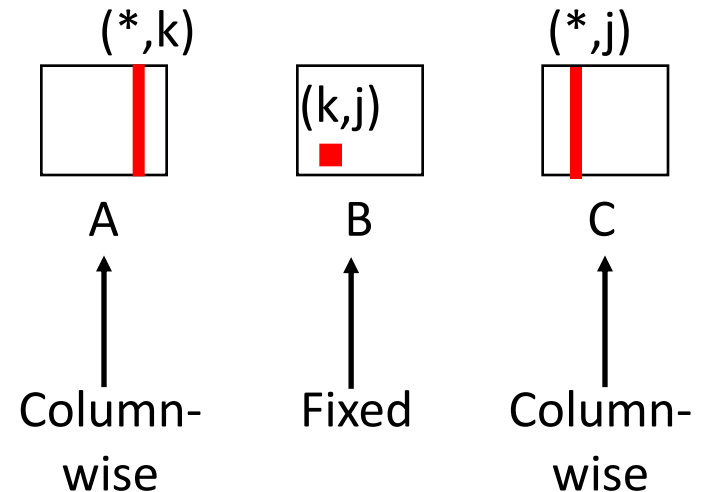 (*,k)
(*,j)
(k,j)
A
B
C
Column-
wise
Fixed
Column-
wise